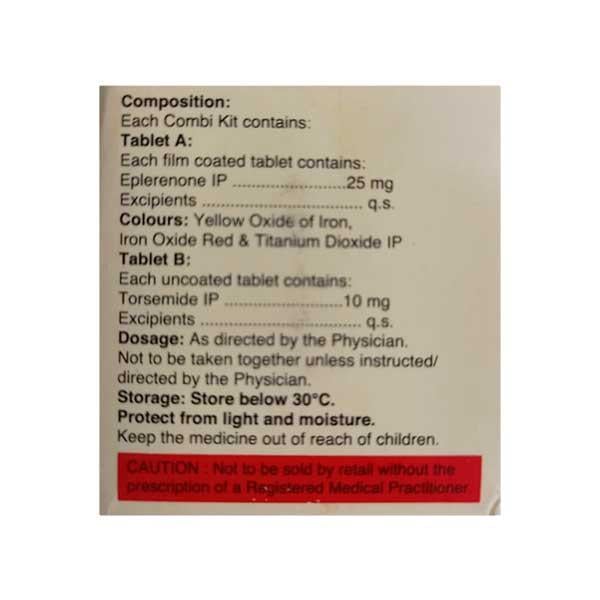 Composition:
Each Combi Kit contains:
Tablet A:
Each film coated tablet contains:
Eplerenone IP ........................25 mg
Excipients ................................. q.s.
Colours: Yellow Oxide of Iron,
Iron Oxide Red & Titanium Dioxide IP
Tablet B:
Each uncoated tablet contains:
Torsemide IP .........................10 mg
Excipients ................................. q.s.
Dosage: As directed by the Physician.
Not to be taken together unless instructed/
directed by the Physician.
Storage: Store below 30°C.
Protect from light and moisture.
Keep the medicine out of reach of children.
CAUTION : Not to be sold by retail without the
prescription of a Registered Medical Practitioner